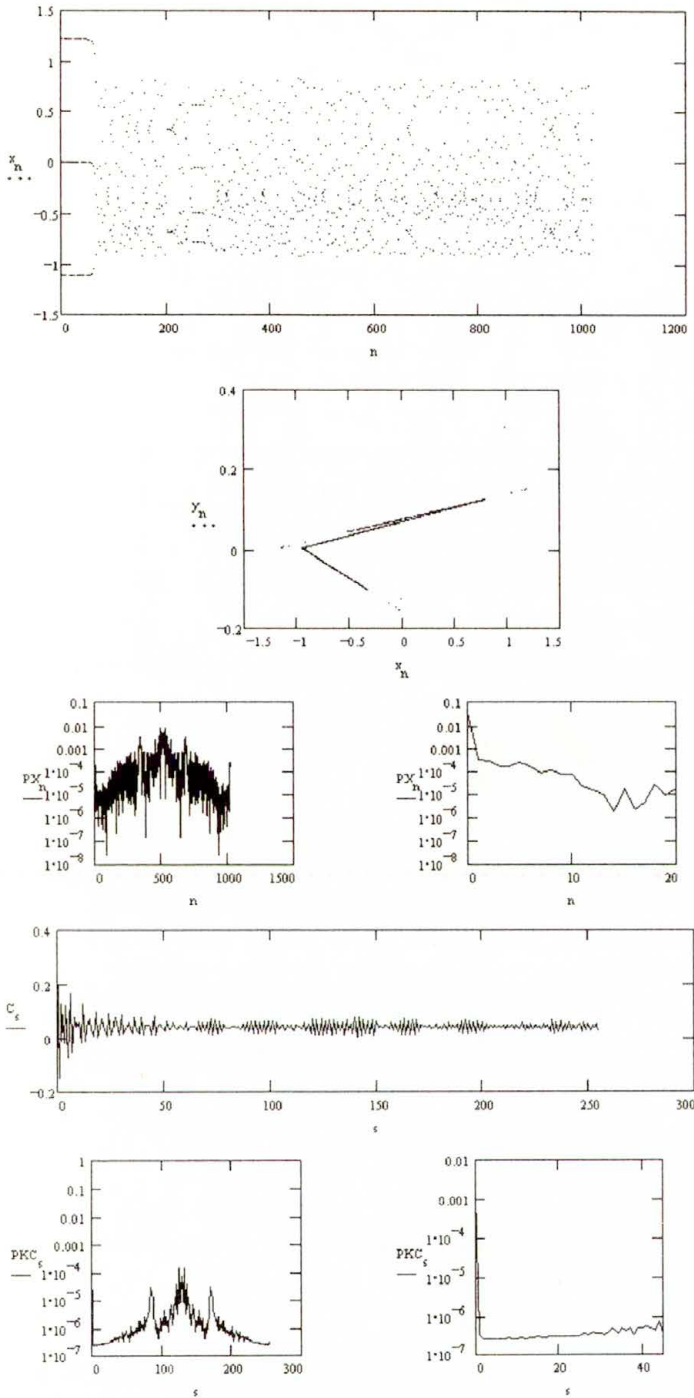 1.5
1
0.5
x_n
0
−0.5
−1
−1.5
0 200 400 600 800 1000 1200
n
0.4
0.2
y_n
0
−0.2
−1.5 −1 −0.5 0 0.5 1 1.5
x_n
0.1
0.01
0.001
1•10^−4
PX_n
1•10^−5
1•10^−6
1•10^−7
1•10^−8
0 500 1000 1500
n
0.1
0.01
0.001
1•10^−4
PX_n
1•10^−5
1•10^−6
1•10^−7
1•10^−8
0 10 20
n
0.4
0.2
C_s
0
−0.2
0 50 100 150 200 250 300
s
1
0.1
0.01
0.001
PKC_s
1•10^−4
1•10^−5
1•10^−6
1•10^−7
0 100 200 300
s
0.01
0.001
1•10^−4
PKC_s
1•10^−5
1•10^−6
1•10^−7
0 20 40
s